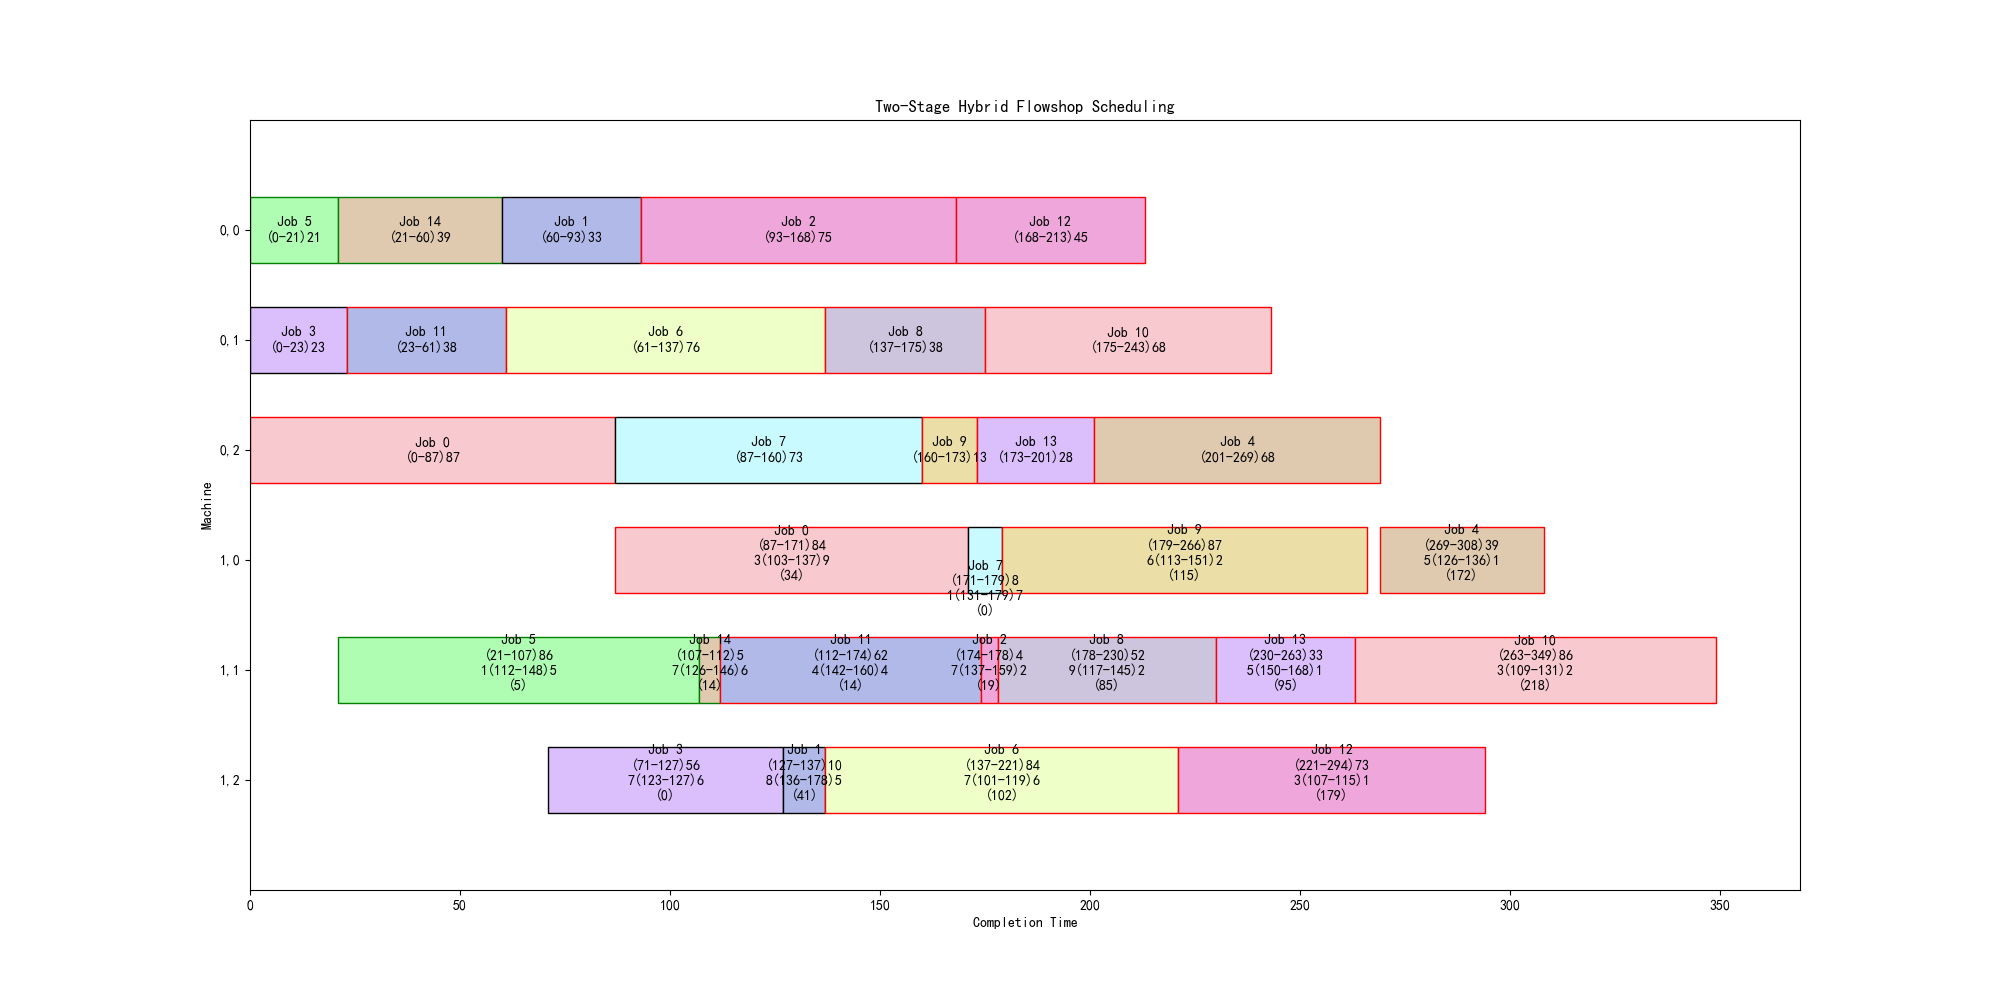 Two-Stage Hybrid Flowshop Scheduling
Machine
0,0
Job 5
(0-21)21
Job 14
(21-60)39
Job 1
(60-93)33
Job 2
(93-168)75
Job 12
(168-213)45
0,1
Job 3
(0-23)23
Job 11
(23-61)38
Job 6
(61-137)76
Job 8
(137-175)38
Job 10
(175-243)68
0,2
Job 0
(0-87)87
Job 7
(87-160)73
Job 9
(160-173)13
Job 13
(173-201)28
Job 4
(201-269)68
1,0
Job 0
(87-171)84
3(103-137)9
(34)
Job 7
(171-179)8
1(131-179)7
(0)
Job 9
(179-266)87
6(113-151)2
(115)
Job 4
(269-308)39
5(126-136)1
(172)
1,1
Job 5
(21-107)86
1(112-148)5
(5)
Job 14
(107-112)5
7(126-146)6
(14)
Job 11
(112-174)62
4(142-160)4
(14)
Job 2
(174-178)4
7(137-159)2
(19)
Job 8
(178-230)52
9(117-145)2
(85)
Job 13
(230-263)33
5(150-168)1
(95)
Job 10
(263-349)86
3(109-131)2
(218)
1,2
Job 3
(71-127)56
7(123-127)6
(0)
Job 1
(127-137)10
8(136-178)5
(41)
Job 6
(137-221)84
7(101-119)6
(102)
Job 12
(221-294)73
3(107-115)1
(179)
0
50
100
150
200
250
300
350
Completion Time